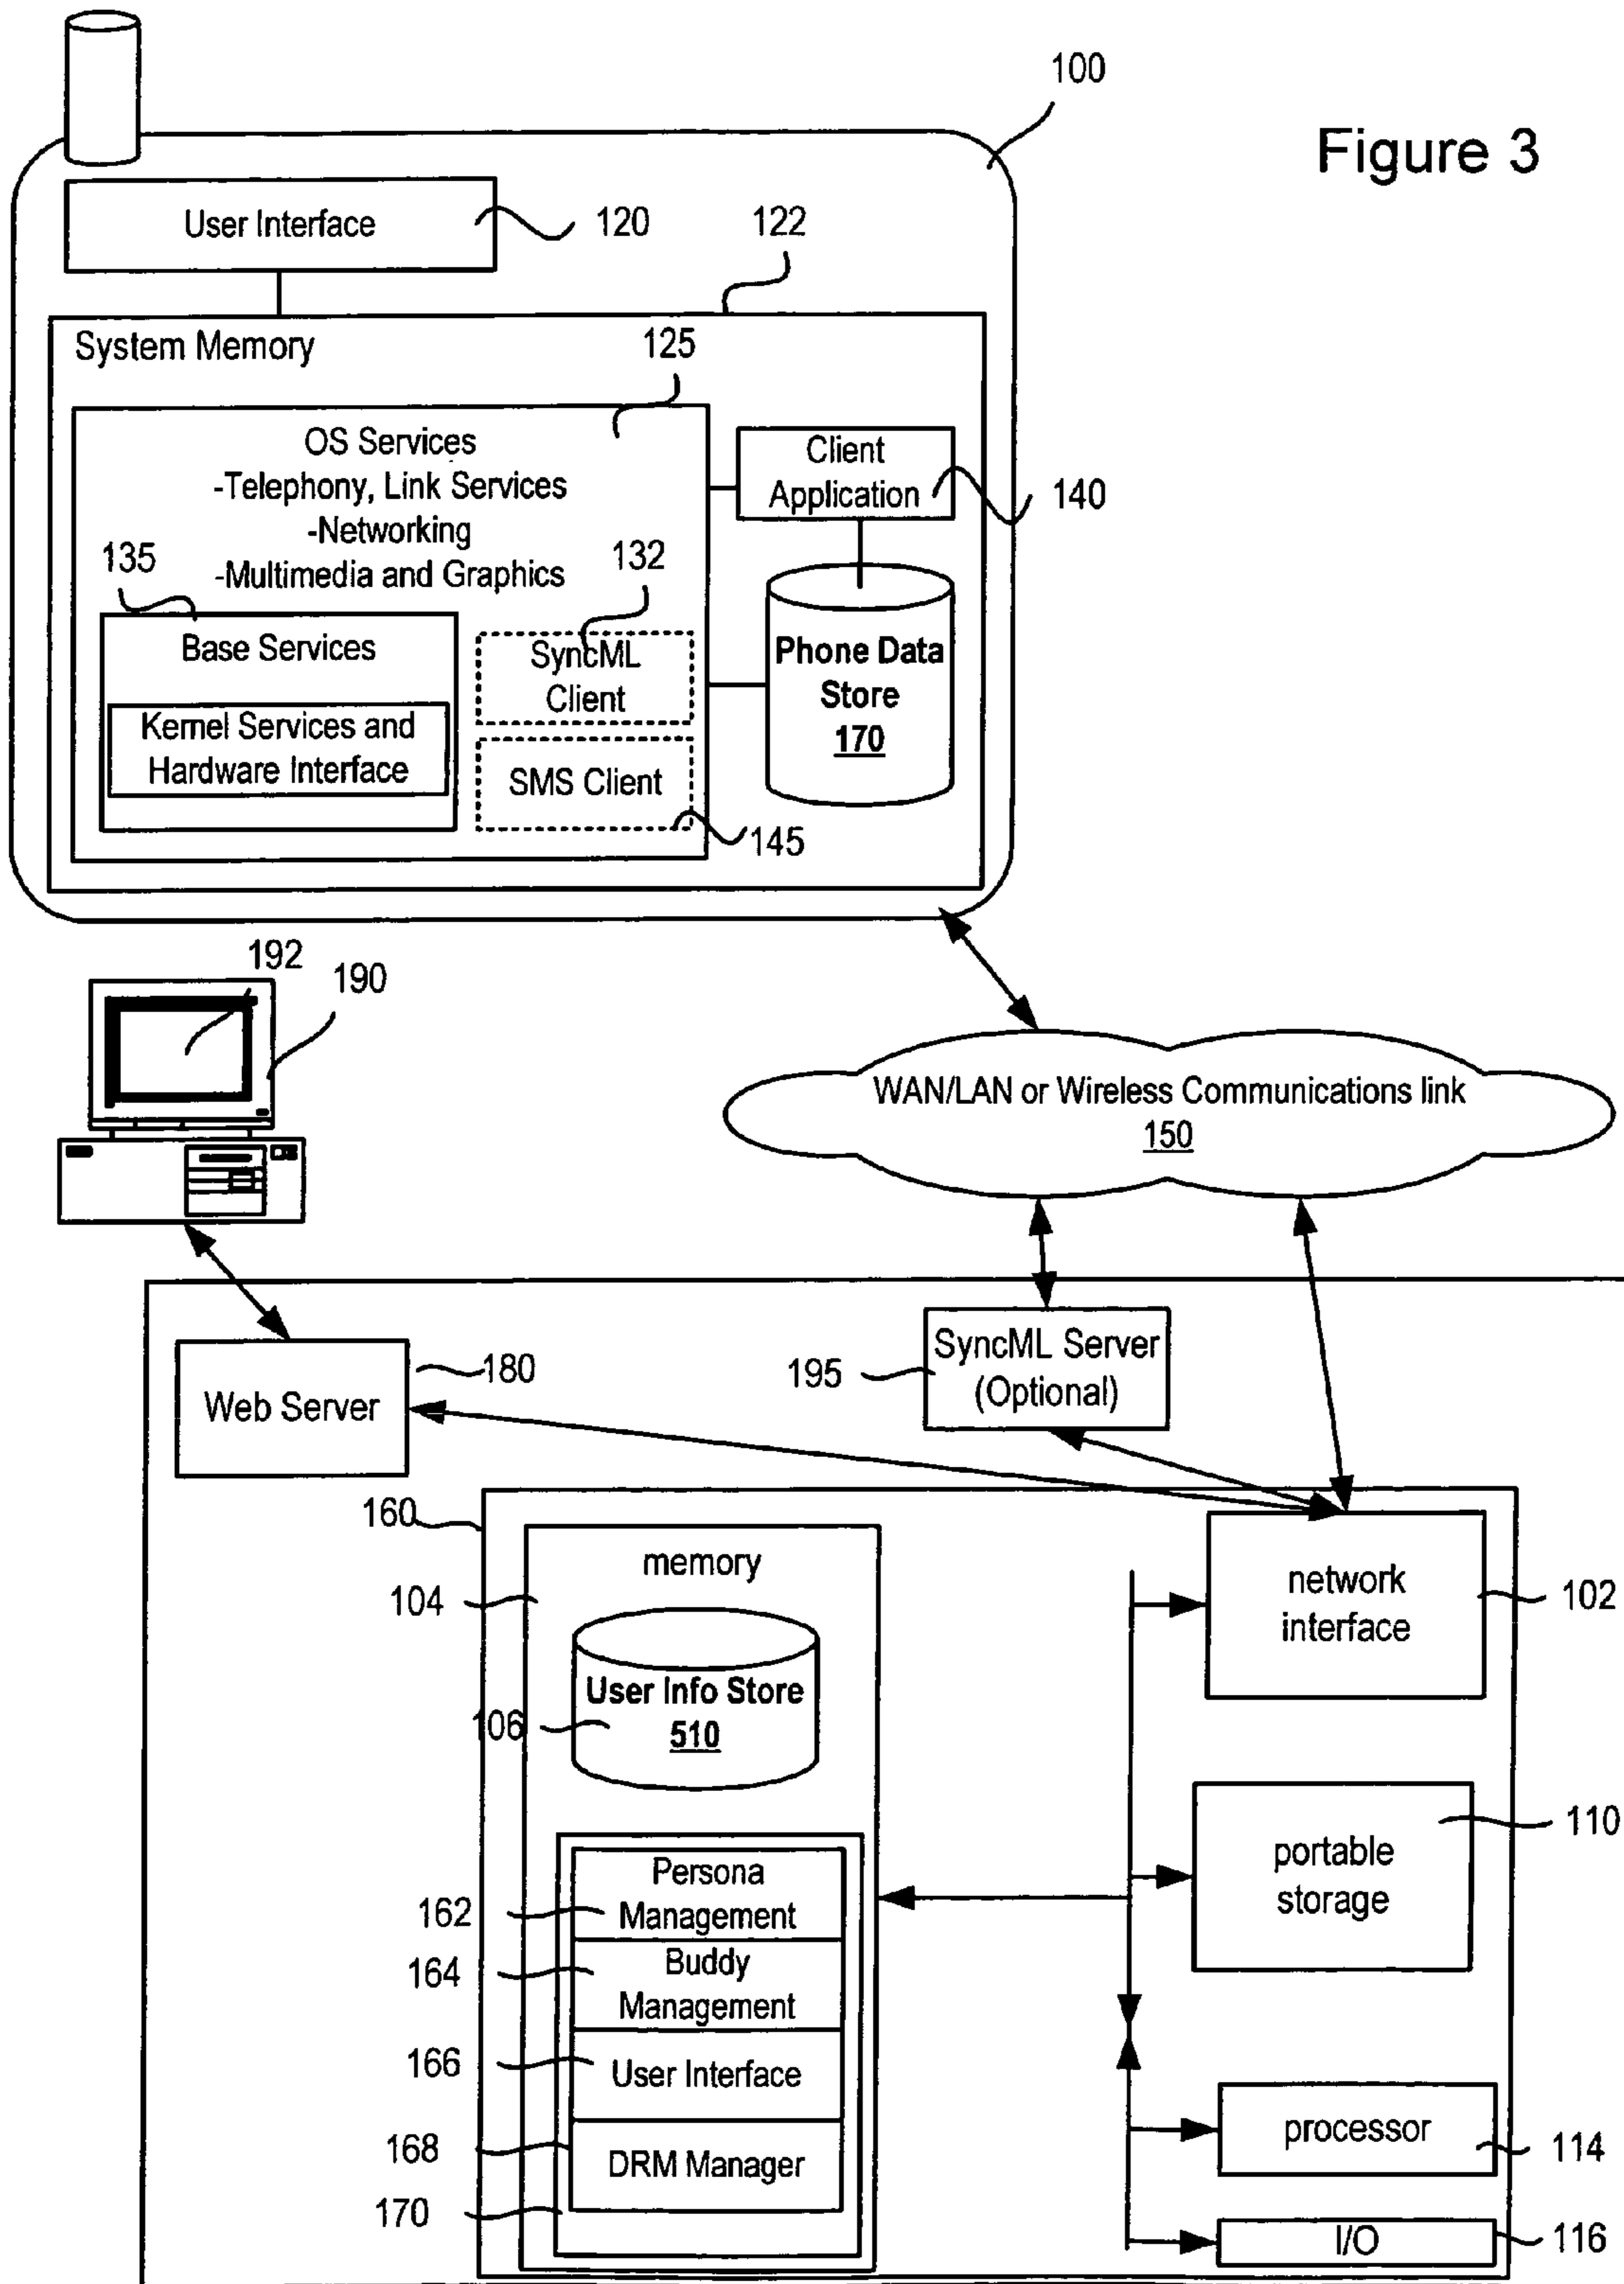 100
Figure 3
User Interface
120
122
System Memory
125
OS Services
-Telephony, Link Services
-Networking
-Multimedia and Graphics
Client
Application
140
135
132
Base Services
SyncML
Client
Kernel Services and
Hardware Interface
SMS Client
145
Phone Data
Store
170
192
190
WAN/LAN or Wireless Communications link
150
Web Server
180
195
SyncML Server
(Optional)
160
memory
104
User Info Store
510
106
network
interface
102
portable
storage
110
Persona
Management
162
Buddy
Management
164
User Interface
166
DRM Manager
168
170
processor
114
I/O
116